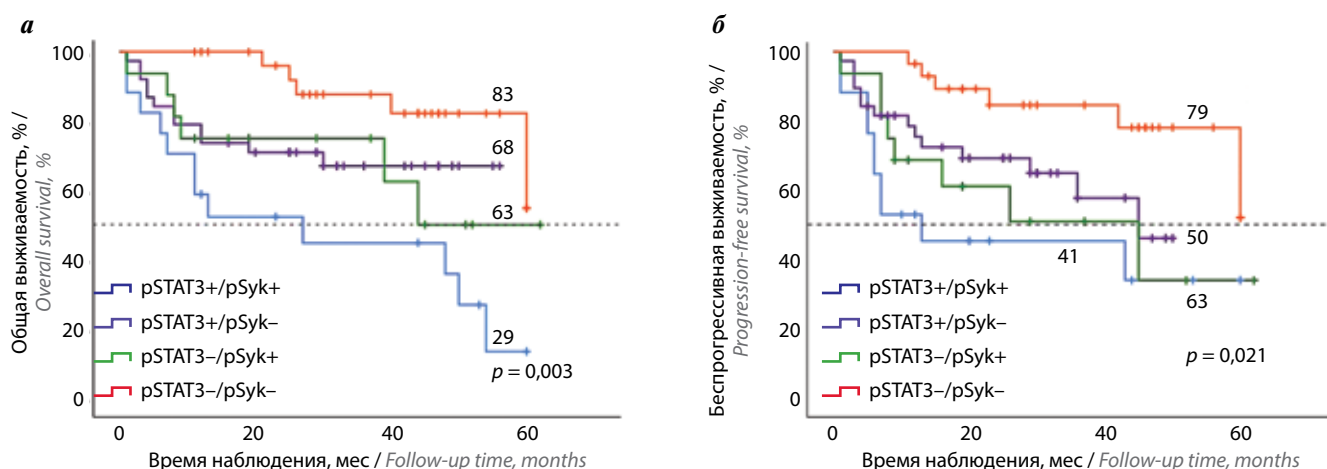 а
Общая выживаемость, % /
Overall survival, %
100
80
60
40
20
0
83
68
63
29
p = 0,003
pSTAT3+/pSyk+
pSTAT3+/pSyk–
pSTAT3–/pSyk+
pSTAT3–/pSyk–
0 20 40 60
Время наблюдения, мес / Follow-up time, months
б
Беспрогрессивная выживаемость, % /
Progression-free survival, %
100
80
60
40
20
0
79
50
41
63
p = 0,021
pSTAT3+/pSyk+
pSTAT3+/pSyk–
pSTAT3–/pSyk+
pSTAT3–/pSyk–
0 20 40 60
Время наблюдения, мес / Follow-up time, months